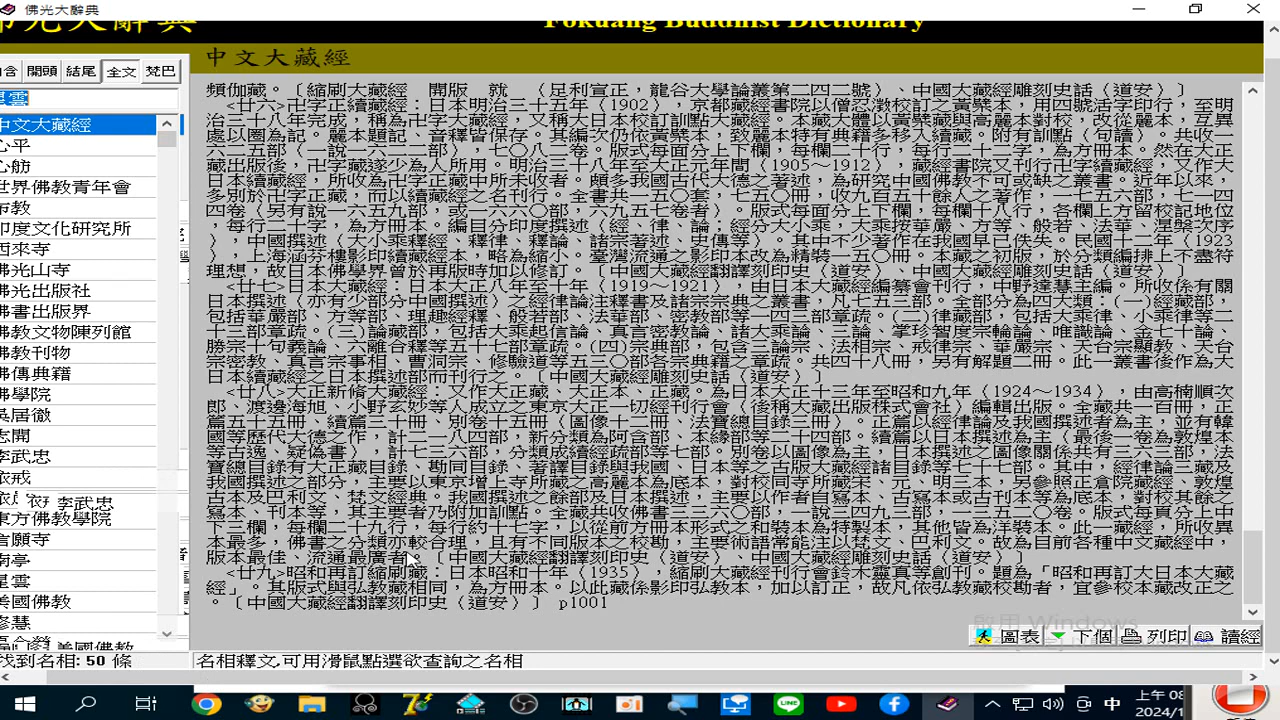 佛光大辭典
佛光大辭典
Fokuang Buddhist Dictionary
中文大藏經
內含 開頭 結尾 全文 梵巴
星雲
中文大藏經
心平
心舫
世界佛教青年會
布教
印度文化研究所
西來寺
佛光山寺
佛光出版社
佛書出版界
佛教文物陳列館
佛教刊物
佛傳典籍
佛學院
吳居徹
志開
李武忠
依戒
李武忠
東方佛教學院
言願寺
南亭
星雲
美國佛教
修慧
美國佛教
找到名相: 50 條
頻伽藏。〔縮刷大藏經 開版 就 （足利宣正，龍谷大學論叢第二四二號）、中國大藏經雕刻史話（道安）〕
<廿六>卍字正續藏經：日本明治三十五年（1902），京都藏經書院以僧忍澂校訂之黃檗本，用四號活字印行，至明
治三十八年完成，稱為卍字大藏經，又稱大日本校訂訓點大藏經。本藏大體以黃檗藏與高麗本對校，改從麗本，互異
處以圈為記。麗本題記、音釋皆保存。其編次仍依黃檗本，致麗本特有典籍多移入續藏。附有訓點（句讀）。共收一
六一五部（一說一六二二部），七〇八二卷。版式每面分上下欄，每欄二十行，每行二十二字，為方冊本。然在大正
藏出版後，卍字藏遂少為人所用。明治三十八年至大正元年間（1905～1912），藏經書院又刊行卍字續藏經，又作大
日本續藏經，所收為卍字正藏中所未收者，頗多我國古代大德之著述，為研究中國佛教不可或缺之叢書。近年以來，
多別於卍字正藏，而以續藏經之名刊行。全書共一五〇套，七五〇冊，收九百五十餘人之著作，一七五六部，七一四
四卷（另有說一六五九部，或一六六〇部，六九五七卷者）。版式每面分上下欄，每欄十八行，各欄上方留校記地位
，每行二十字，為方冊本。編目分印度撰述（經、律、論；經分大小乘，大乘按華嚴、方等、般若、法華、涅槃次序
），中國撰述（大小乘釋經、釋律、釋論、諸宗著述、史傳等）。其中不少著作在我國早已佚失。民國十二年（1923
），上海涵芬樓影印本續藏經，略為縮小。臺灣流通之影印本改為精裝一五〇冊。本藏之初版，於分類編排上不盡符
理想，故日本佛學界曾於再版時加以修訂。〔中國大藏經翻譯刻印史（道安）、中國大藏經雕刻史話（道安）〕
<廿七>日本大藏經：日本大正八年至十年（1919～1921），由日本大藏經編纂會刊行，中野達慧主編。所收係有關
日本撰述（亦有少部分中國撰述）之經律論注釋書及諸宗宗典之叢書，凡七五三部。全部分為四大類：(一)經藏部，
包括華嚴部、方等部、理趣經釋、般若部、法華部、密教部等一四三部章疏。(二)律藏部，包括大乘律、小乘律等二
十三部章疏。(三)論藏部，包括大乘起信論、真言密教論、諸大乘論、三論、掌珍智度宗輪論、唯識論、金七十論、
勝宗十句義論、六離合釋等五十七部章疏。(四)宗典部，包含三論宗、法相宗、戒律宗、華嚴宗、天台宗顯教、天台
宗密教、真言宗事相、曹洞宗、修驗道等五三〇部各宗典籍之章疏。共四十八冊，另有解題二冊。此一叢書後作為大
日本續藏經之日本撰述部而刊行之。〔中國大藏經雕刻史話（道安）〕
<廿八>大正新脩大藏經：又作大正藏、大正本、正藏。為日本大正十三年至昭和九年（1924～1934），由高楠順次
郎、渡邊海旭、小野玄妙等人成立之東京大正一切經刊行會（後稱大藏出版株式會社）編輯出版。全藏共一百冊，正
篇五十五冊、續篇三十冊、別卷十五冊（圖像十二冊、法寶總目錄三冊）。正篇以經律論及我國撰述者為主，並有韓
國等歷代大德之作，計二一八四部，新分類為阿含部、本緣部等二十四部。續篇以日本撰述為主（最後一卷為敦煌本
等古逸、疑偽書），計七三六部，分類成續經疏部等七部。別卷以圖像為主，日本撰述之圖像關係共有三六三部。法
寶總目錄有大正藏目錄、勘同目錄、著譯目錄與我國、日本等之古版大藏經諸目錄等七十七部。其中，經律論三藏及
我國撰述之部分，主要以東京增上寺所藏之高麗本為底本，對校同寺所藏宋、元、明三本，另參照正倉院藏經、敦煌
古本及巴利文、梵文經典。我國撰述之餘部及日本撰述，主要以作者自寫本、古寫本或古刊本等為底本，對校其餘之
寫本、刊本等，其主要者乃附加訓點。全藏共收佛書三三六〇部，一說三〇五三部，一三五二〇卷。版式每頁分上中
下三欄，每欄二十九行，每行約十七字，以從前方冊本形式之和裝本為特製本，其他皆為洋裝本。此一藏經，所收異
本最多，佛書之分類亦較合理，且有不同版本之校勘，主要術語常能注以梵文、巴利文。故為目前各種中文藏經中，
版本最佳、流通最廣者。〔中國大藏經翻譯刻印史（道安）、中國大藏經雕刻史話（道安）〕
<廿九>昭和再訂縮刷藏：日本昭和十年（1935），縮刷大藏經刊行會鈴木靈真等創刊。題為「昭和再訂大日本大藏
經」。其版式與弘教藏相同，為方冊本。以此藏係影印弘教本，加以訂正，故凡依弘教藏校勘者，宜參校本藏改正之
。〔中國大藏經翻譯刻印史（道安）〕 p1001
啟用 Windows
圖表 下個 列印 讀經
名相釋文,可用滑鼠點選欲查詢之名相
中
上午 08
2024/1